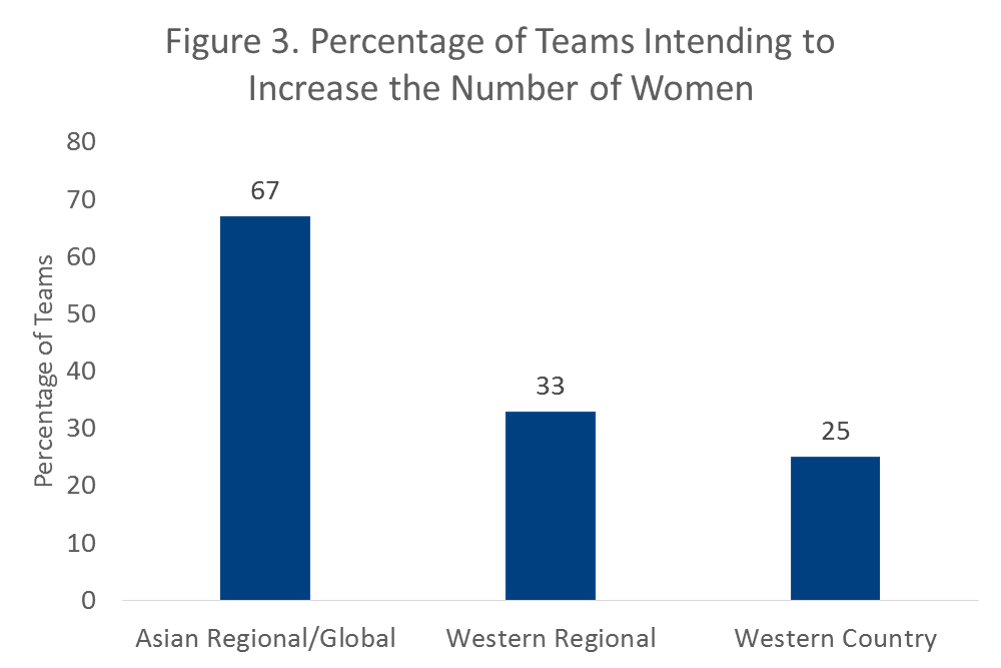 Figure 3. Percentage of Teams Intending to
Increase the Number of Women
Percentage of Teams
80
70
60
50
40
30
20
10
0
67
33
25
Asian Regional/Global
Western Regional
Western Country